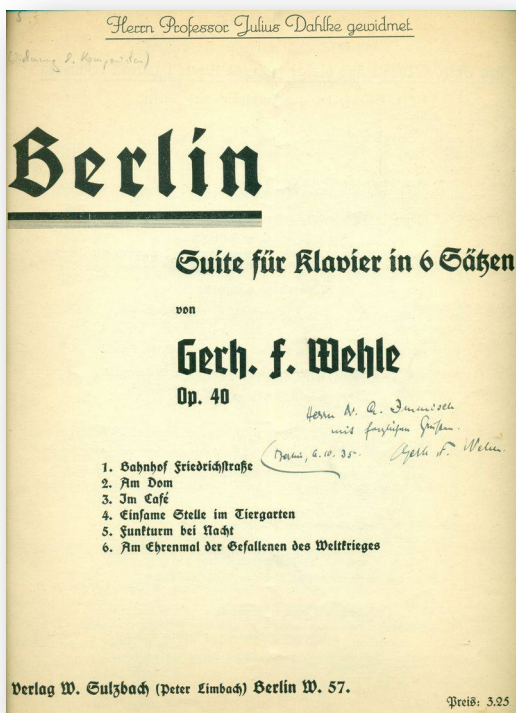 Herrn Professor Julius Dahlke gewidmet.
Berlin
Suite für Klavier in 6 Sätzen
von
Gerh. F. Wehle
Op. 40
Herrn Dr. R. Immisch
mit herzlichen Grüßen.
Berlin, 6.10.35. Gerh F. Wehle.
1. Bahnhof Friedrichstraße
2. Am Dom
3. Im Café
4. Einsame Stelle im Tiergarten
5. Funkturm bei Nacht
6. Am Ehrenmal der Gefallenen des Weltkrieges
Verlag W. Sulzbach (Peter Limbach) Berlin W. 57.
Preis: 3.25